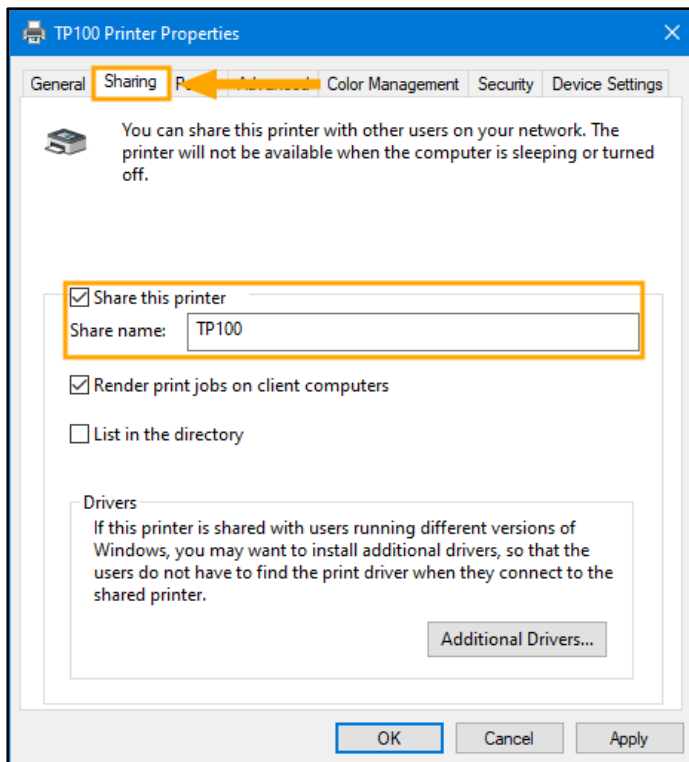 TP100 Printer Properties
General Sharing Color Management Security Device Settings
You can share this printer with other users on your network. The
printer will not be available when the computer is sleeping or turned
off.
Share this printer
Share name: TP100
Render print jobs on client computers
List in the directory
Drivers
If this printer is shared with users running different versions of
Windows, you may want to install additional drivers, so that the
users do not have to find the print driver when they connect to the
shared printer.
Additional Drivers...
OK Cancel Apply